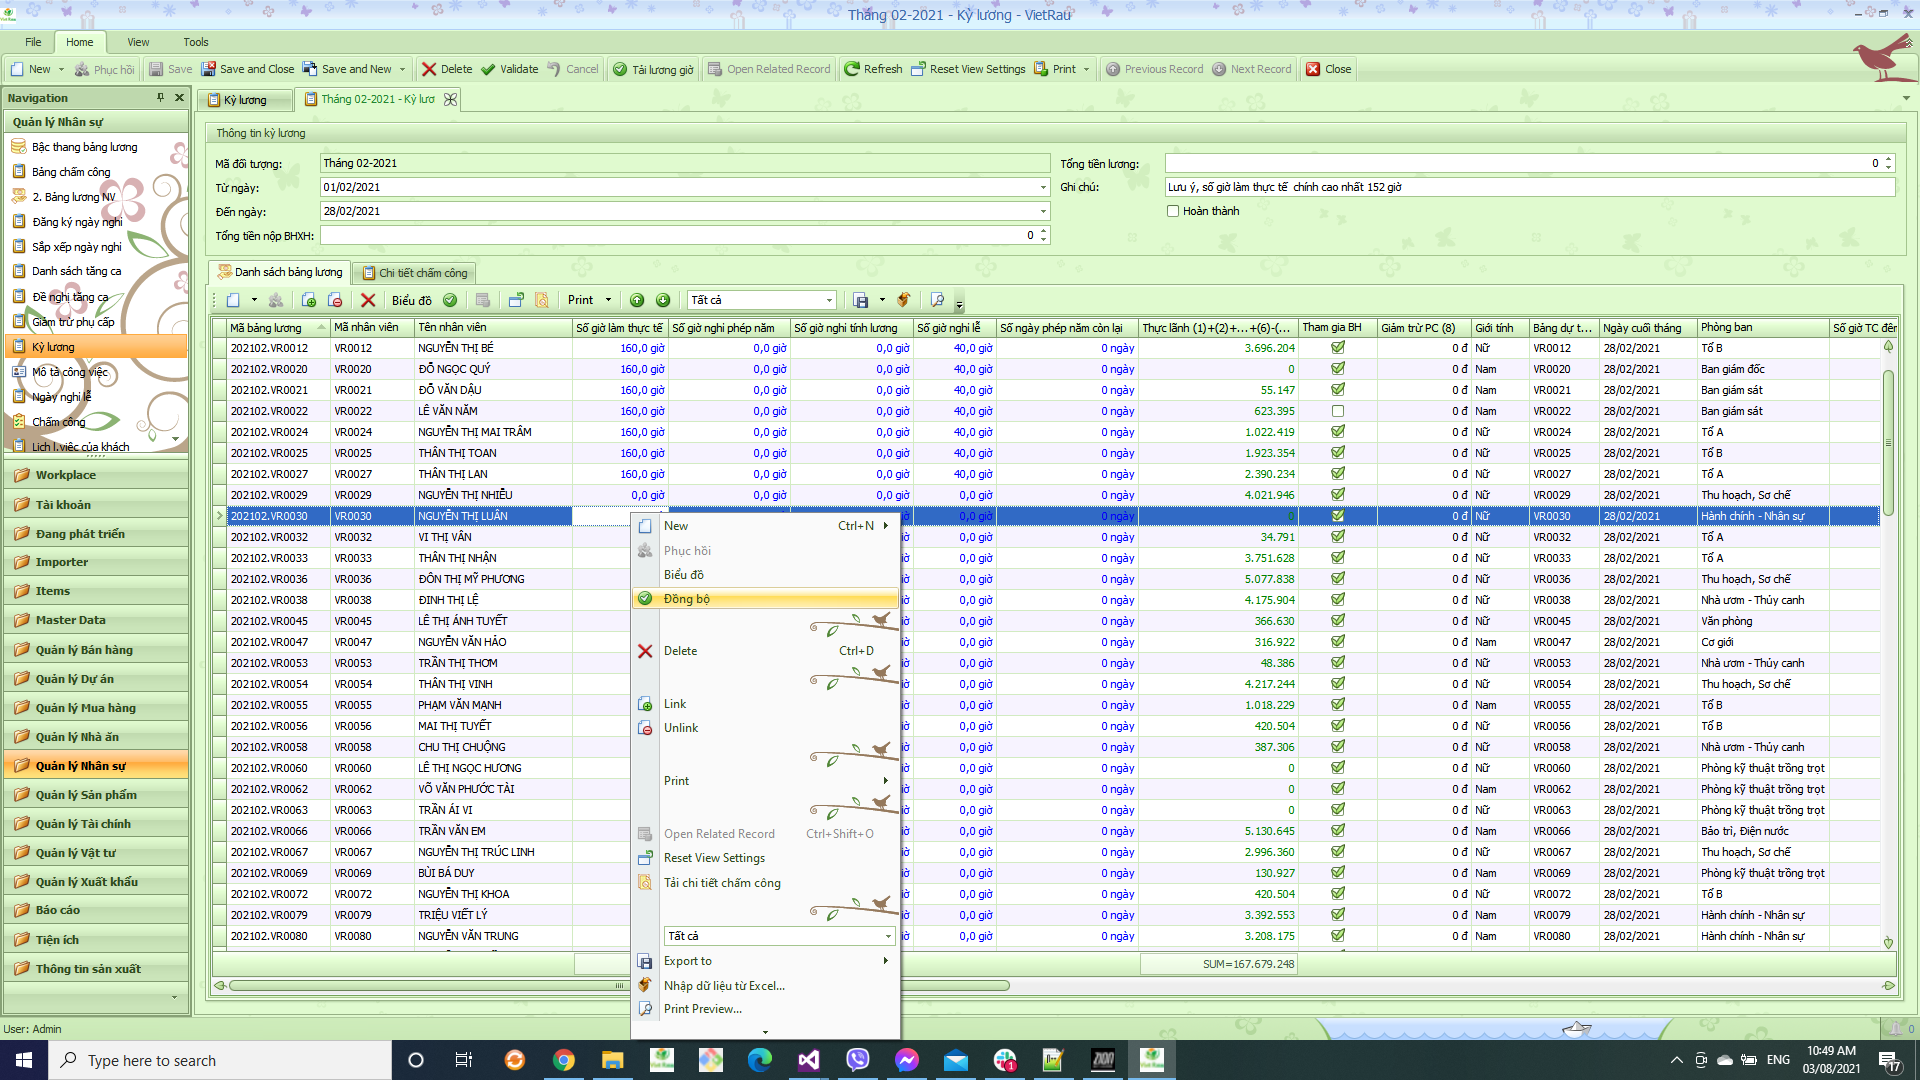 Tháng 02-2021 - Kỳ lương - VietRau
File Home View Tools
New Phục hồi Save Save and Close Save and New Delete Validate Cancel Tải lương giờ Open Related Record Refresh Reset View Settings Print Previous Record Next Record Close
Navigation
Quản lý Nhân sự
Bậc thang bảng lương
Bảng chấm công
2. Bảng lương NV
Đăng ký ngày nghỉ
Sắp xếp ngày nghỉ
Danh sách tăng ca
Đề nghị tăng ca
Giảm trừ phụ cấp
Kỳ lương
Mô tả công việc
Ngày nghỉ lễ
Chấm công
Lịch l.việc của khách
Workplace
Tài khoản
Đang phát triển
Importer
Items
Master Data
Quản lý Bán hàng
Quản lý Dự án
Quản lý Mua hàng
Quản lý Nhà ăn
Quản lý Nhân sự
Quản lý Sản phẩm
Quản lý Tài chính
Quản lý Vật tư
Quản lý Xuất khẩu
Báo cáo
Tiện ích
Thông tin sản xuất
User: Admin
Kỳ lương Tháng 02-2021 - Kỳ lươ
Thông tin kỳ lương
Mã đối tượng: Tháng 02-2021 Tổng tiền lương: 0
Từ ngày: 01/02/2021 Ghi chú: Lưu ý, số giờ làm thực tế chính cao nhất 152 giờ
Đến ngày: 28/02/2021 Hoàn thành
Tổng tiền nộp BHXH: 0
Danh sách bảng lương Chi tiết chấm công
Biểu đồ Print Tất cả
Mã bảng lương Mã nhân viên Tên nhân viên Số giờ làm thực tế Số giờ nghỉ phép năm Số giờ nghỉ tính lương Số giờ nghỉ lễ Số ngày phép năm còn lại Thực lãnh (1)+(2)+...+(6)-(... Tham gia BH Giảm trừ PC (8) Giới tính Bảng dự t... Ngày cuối tháng Phòng ban Số giờ TC đêm
202102.VR0012 VR0012 NGUYỄN THỊ BÉ 160,0 giờ 0,0 giờ 0,0 giờ 40,0 giờ 0 ngày 3.696.204 0 đ Nữ VR0012 28/02/2021 Tổ B
202102.VR0020 VR0020 ĐỖ NGỌC QUÝ 160,0 giờ 0,0 giờ 0,0 giờ 40,0 giờ 0 ngày 0 0 đ Nam VR0020 28/02/2021 Ban giám đốc
202102.VR0021 VR0021 ĐỖ VĂN DẬU 160,0 giờ 0,0 giờ 0,0 giờ 40,0 giờ 0 ngày 55.147 0 đ Nam VR0021 28/02/2021 Ban giám sát
202102.VR0022 VR0022 LÊ VĂN NĂM 160,0 giờ 0,0 giờ 0,0 giờ 40,0 giờ 0 ngày 623.395 0 đ Nam VR0022 28/02/2021 Ban giám sát
202102.VR0024 VR0024 NGUYỄN THỊ MAI TRÂM 160,0 giờ 0,0 giờ 0,0 giờ 40,0 giờ 0 ngày 1.022.419 0 đ Nữ VR0024 28/02/2021 Tổ A
202102.VR0025 VR0025 THÂN THỊ TOAN 160,0 giờ 0,0 giờ 0,0 giờ 40,0 giờ 0 ngày 1.923.354 0 đ Nữ VR0025 28/02/2021 Tổ B
202102.VR0027 VR0027 THÂN THỊ LAN 160,0 giờ 0,0 giờ 0,0 giờ 40,0 giờ 0 ngày 2.390.234 0 đ Nữ VR0027 28/02/2021 Tổ A
202102.VR0029 VR0029 NGUYỄN THỊ NHIỄU 0,0 giờ 0,0 giờ 0,0 giờ 0,0 giờ 0 ngày 4.021.946 0 đ Nữ VR0029 28/02/2021 Thu hoạch, Sơ chế
202102.VR0030 VR0030 NGUYỄN THỊ LUÂN 0,0 giờ 0 ngày 0 0 đ Nữ VR0030 28/02/2021 Hành chính - Nhân sự
202102.VR0032 VR0032 VI THỊ VÂN giờ 0,0 giờ 0 ngày 34.791 0 đ Nữ VR0032 28/02/2021 Tổ A
202102.VR0033 VR0033 THÂN THỊ NHẬN giờ 0,0 giờ 0 ngày 3.751.628 0 đ Nữ VR0033 28/02/2021 Tổ A
202102.VR0036 VR0036 ĐÔN THỊ MỸ PHƯƠNG giờ 0,0 giờ 0 ngày 5.077.838 0 đ Nữ VR0036 28/02/2021 Thu hoạch, Sơ chế
202102.VR0038 VR0038 ĐINH THỊ LỆ giờ 0,0 giờ 0 ngày 4.175.904 0 đ Nữ VR0038 28/02/2021 Nhà ươm - Thủy canh
202102.VR0045 VR0045 LÊ THỊ ÁNH TUYẾT giờ 0,0 giờ 0 ngày 366.630 0 đ Nữ VR0045 28/02/2021 Văn phòng
202102.VR0047 VR0047 NGUYỄN VĂN HẢO giờ 0,0 giờ 0 ngày 316.922 0 đ Nam VR0047 28/02/2021 Cơ giới
202102.VR0053 VR0053 TRẦN THỊ THƠM giờ 0,0 giờ 0 ngày 48.386 0 đ Nữ VR0053 28/02/2021 Nhà ươm - Thủy canh
202102.VR0054 VR0054 THÂN THỊ VINH giờ 0,0 giờ 0 ngày 4.217.244 0 đ Nữ VR0054 28/02/2021 Thu hoạch, Sơ chế
202102.VR0055 VR0055 PHẠM VĂN MẠNH giờ 0,0 giờ 0 ngày 1.018.229 0 đ Nam VR0055 28/02/2021 Tổ B
202102.VR0056 VR0056 MAI THỊ TUYẾT giờ 0,0 giờ 0 ngày 420.504 0 đ Nữ VR0056 28/02/2021 Tổ B
202102.VR0058 VR0058 CHU THỊ CHUỘNG giờ 0,0 giờ 0 ngày 387.306 0 đ Nữ VR0058 28/02/2021 Nhà ươm - Thủy canh
202102.VR0060 VR0060 LÊ THỊ NGỌC HƯƠNG giờ 0,0 giờ 0 ngày 0 0 đ Nữ VR0060 28/02/2021 Phòng kỹ thuật trồng trọt
202102.VR0062 VR0062 VÕ VĂN PHƯỚC TÀI giờ 0,0 giờ 0 ngày 0 0 đ Nam VR0062 28/02/2021 Phòng kỹ thuật trồng trọt
202102.VR0063 VR0063 TRẦN ÁI VI giờ 0,0 giờ 0 ngày 0 0 đ Nữ VR0063 28/02/2021 Phòng kỹ thuật trồng trọt
202102.VR0066 VR0066 TRẦN VĂN EM giờ 0,0 giờ 0 ngày 5.130.645 0 đ Nam VR0066 28/02/2021 Bảo trì, Điện nước
202102.VR0067 VR0067 NGUYỄN THỊ TRÚC LINH giờ 0,0 giờ 0 ngày 2.996.360 0 đ Nữ VR0067 28/02/2021 Thu hoạch, Sơ chế
202102.VR0069 VR0069 BÙI BÁ DUY giờ 0,0 giờ 0 ngày 130.927 0 đ Nam VR0069 28/02/2021 Phòng kỹ thuật trồng trọt
202102.VR0072 VR0072 NGUYỄN THỊ KHOA giờ 0,0 giờ 0 ngày 420.504 0 đ Nữ VR0072 28/02/2021 Tổ B
202102.VR0079 VR0079 TRIỆU VIẾT LÝ giờ 0,0 giờ 0 ngày 3.392.553 0 đ Nam VR0079 28/02/2021 Hành chính - Nhân sự
202102.VR0080 VR0080 NGUYỄN VĂN TRUNG giờ 0,0 giờ 0 ngày 3.208.175 0 đ Nam VR0080 28/02/2021 Hành chính - Nhân sự
SUM=167.679.248
New Ctrl+N
Phục hồi
Biểu đồ
Đồng bộ
Delete Ctrl+D
Link
Unlink
Print
Open Related Record Ctrl+Shift+O
Reset View Settings
Tải chi tiết chấm công
Tất cả
Export to
Nhập dữ liệu từ Excel...
Print Preview...
0
Type here to search
ENG
10:49 AM
03/08/2021
17